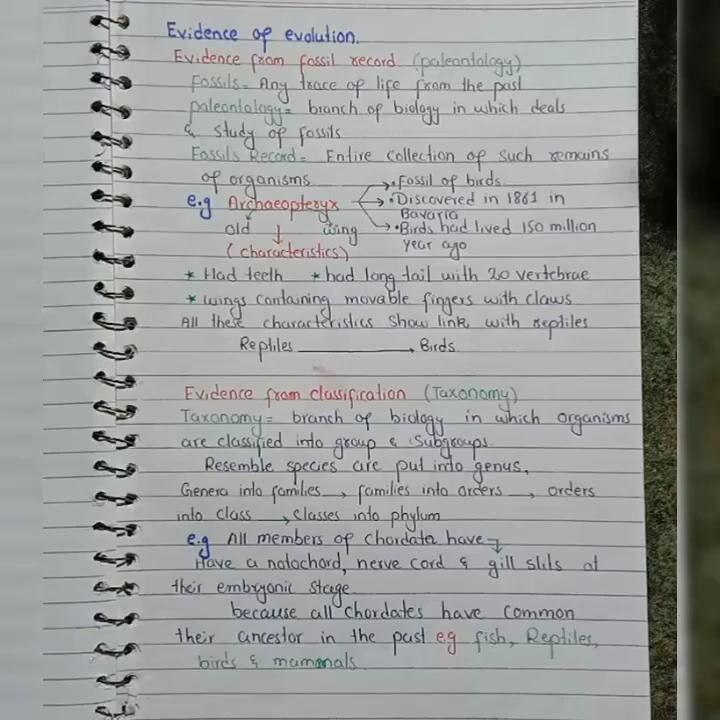 Evidence of evolution.
Evidence from fossil record (paleontology)
Fossils = Any trace of life from the past
paleontology = branch of biology in which deals
& study of fossils
Fossils Record = Entire collection of such remains
of organisms
• Fossil of birds
e.g Archaeopteryx
• Discovered in 1861 in
Bavaria
old wing
• Birds had lived 150 million
year ago
(characteristics)
* Had teeth * had long tail with 20 vertebrae
* wings containing movable fingers with claws
All these characteristics show link with reptiles
Reptiles → Birds
Evidence from classification (Taxonomy)
Taxonomy = branch of biology in which organisms
are classified into group & Subgroups.
Resemble species are put into genus,
Genera into families → families into orders → orders
into class → classes into phylum
e.g All members of chordata have
Have a notochord, nerve cord & gill slits at
their embryonic stage
because all chordates have common
their ancestor in the past e.g fish, Reptiles,
birds & mammals